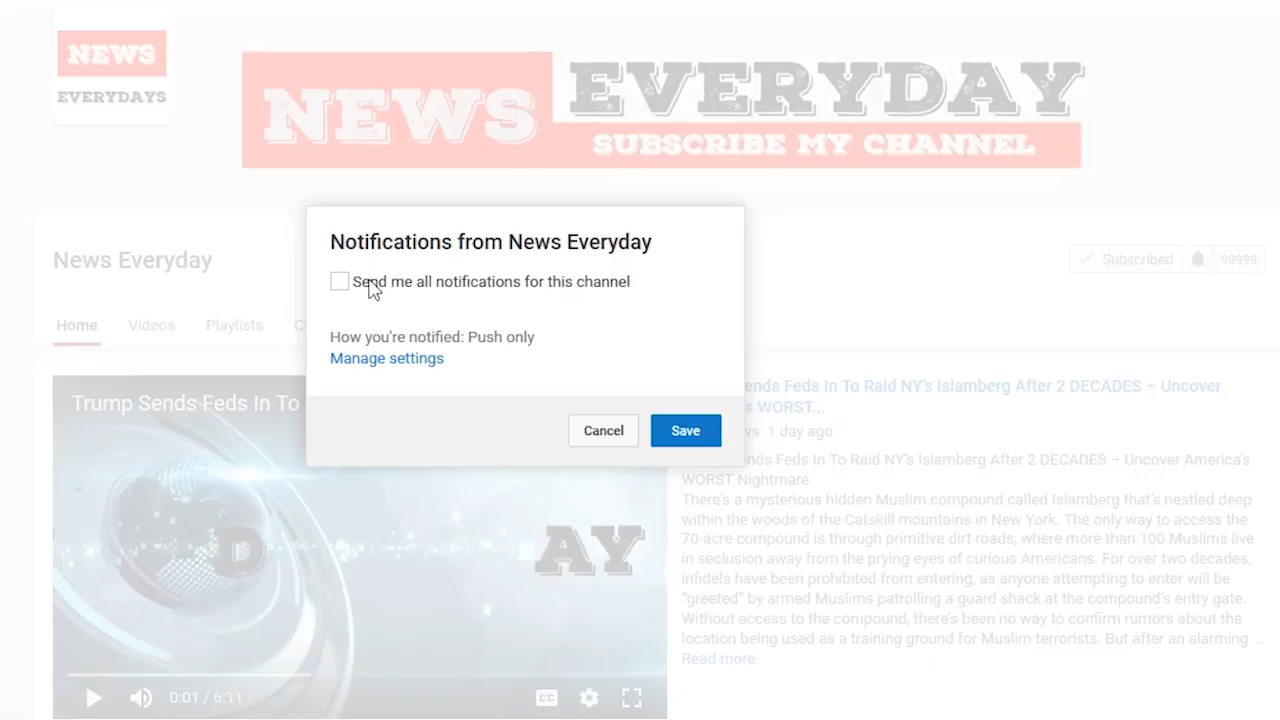 NEWS
EVERYDAYS
NEWS
EVERYDAY
SUBSCRIBE MY CHANNEL
Notifications from News Everyday
Send me all notifications for this channel
How you're notified: Push only
Manage settings
Cancel
Save
News Everyday
Subscribed
99999
Home
Videos
Playlists
C
Trump Sends Feds In To
D
AY
0:01 / 6:11
CC
ends Feds In To Raid NY's Islamberg After 2 DECADES – Uncover
's WORST...
ws 1 day ago
ends Feds In To Raid NY's Islamberg After 2 DECADES – Uncover America's
WORST Nightmare
There's a mysterious hidden Muslim compound called Islamberg that's nestled deep
within the woods of the Catskill mountains in New York. The only way to access the
70-acre compound is through primitive dirt roads, where more than 100 Muslims live
in seclusion away from the prying eyes of curious Americans. For over two decades,
infidels have been prohibited from entering, as anyone attempting to enter will be
"greeted" by armed Muslims patrolling a guard shack at the compound's entry gate.
Without access to the compound, there's been no way to confirm rumors about the
location being used as a training ground for Muslim terrorists. But after an alarming ...
Read more